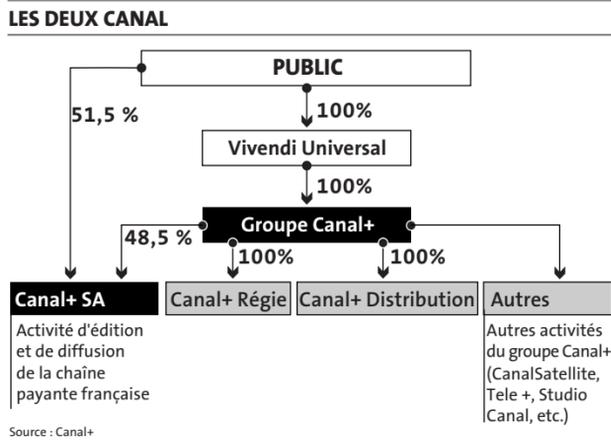 LES DEUX CANAL
PUBLIC
51,5 %
100%
Vivendi Universal
100%
Groupe Canal+
48,5 %
100%
100%
Canal+ SA
Canal+ Régie
Canal+ Distribution
Autres
Activité d'édition
et de diffusion
de la chaîne
payante française
Autres activités
du groupe Canal+
(CanalSatellite,
Tele +, Studio
Canal, etc.)
Source : Canal+